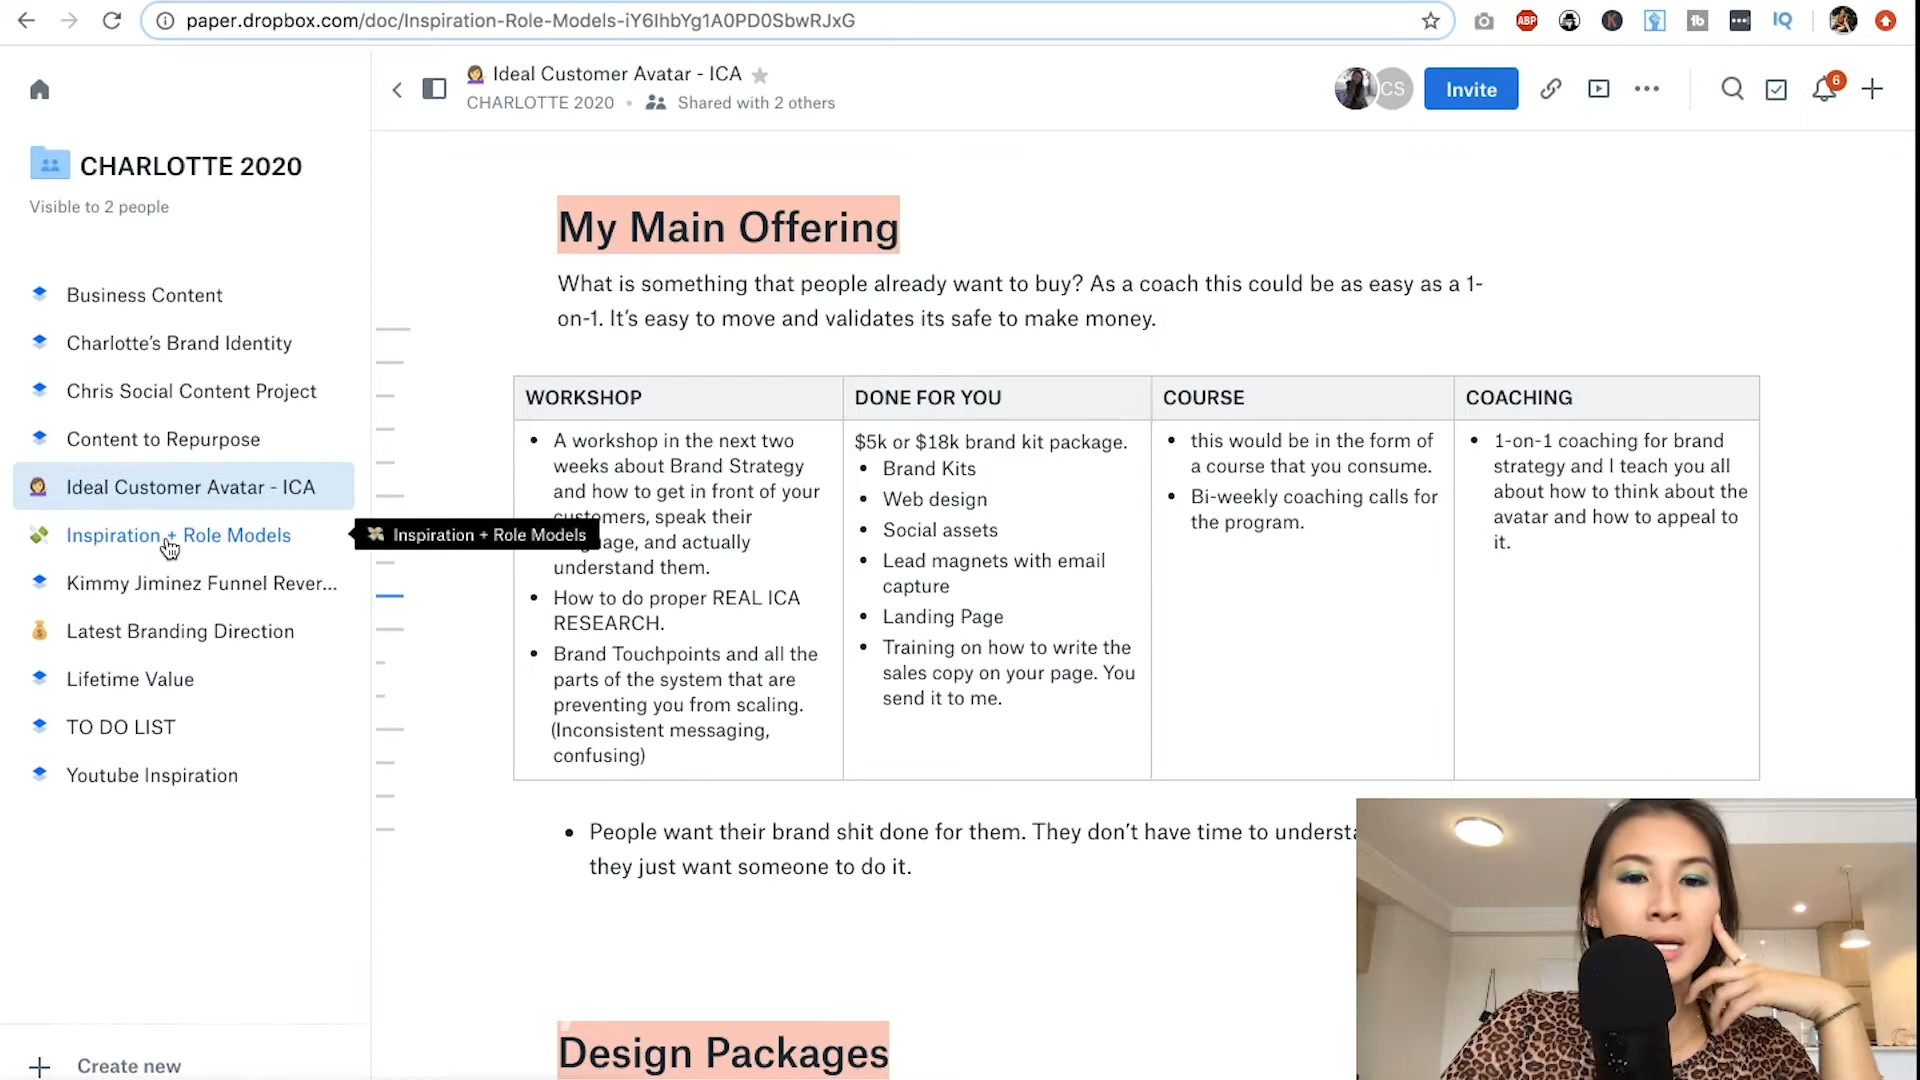 paper.dropbox.com/doc/Inspiration-Role-Models-iY6IhbYg1A0PD0SbwRJxG
ABP
K
tb
IQ
Ideal Customer Avatar - ICA
CHARLOTTE 2020 • Shared with 2 others
CS
Invite
6
CHARLOTTE 2020
Visible to 2 people
Business Content
Charlotte's Brand Identity
Chris Social Content Project
Content to Repurpose
Ideal Customer Avatar - ICA
Inspiration + Role Models
Kimmy Jiminez Funnel Rever...
Latest Branding Direction
Lifetime Value
TO DO LIST
Youtube Inspiration
Create new
Inspiration + Role Models
My Main Offering
What is something that people already want to buy? As a coach this could be as easy as a 1-
on-1. It's easy to move and validates its safe to make money.
WORKSHOP
• A workshop in the next two
weeks about Brand Strategy
and how to get in front of your
customers, speak their
age, and actually
understand them.
• How to do proper REAL ICA
RESEARCH.
• Brand Touchpoints and all the
parts of the system that are
preventing you from scaling.
(Inconsistent messaging,
confusing)
DONE FOR YOU
$5k or $18k brand kit package.
• Brand Kits
• Web design
• Social assets
• Lead magnets with email
capture
• Landing Page
• Training on how to write the
sales copy on your page. You
send it to me.
COURSE
• this would be in the form of
a course that you consume.
• Bi-weekly coaching calls for
the program.
COACHING
• 1-on-1 coaching for brand
strategy and I teach you all
about how to think about the
avatar and how to appeal to
it.
• People want their brand shit done for them. They don't have time to understa
they just want someone to do it.
Design Packages